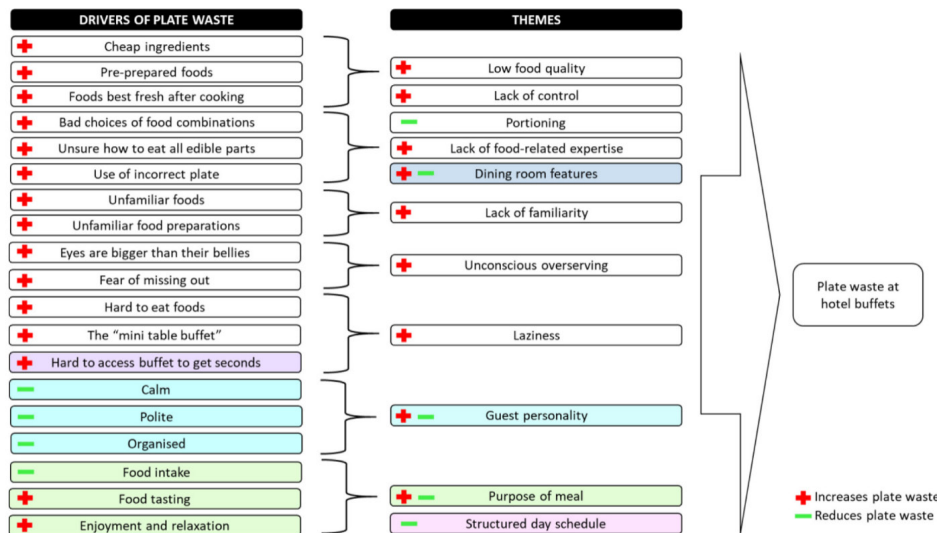 DRIVERS OF PLATE WASTE
Cheap ingredients
Pre-prepared foods
Foods best fresh after cooking
Bad choices of food combinations
Unsure how to eat all edible parts
Use of incorrect plate
Unfamiliar foods
Unfamiliar food preparations
Eyes are bigger than their bellies
Fear of missing out
Hard to eat foods
The “mini table buffet”
Hard to access buffet to get seconds
Calm
Polite
Organised
Food intake
Food tasting
Enjoyment and relaxation
THEMES
Low food quality
Lack of control
Portioning
Lack of food-related expertise
Dining room features
Lack of familiarity
Unconscious overserving
Laziness
Guest personality
Purpose of meal
Structured day schedule
Plate waste at
hotel buffets
Increases plate waste
Reduces plate waste